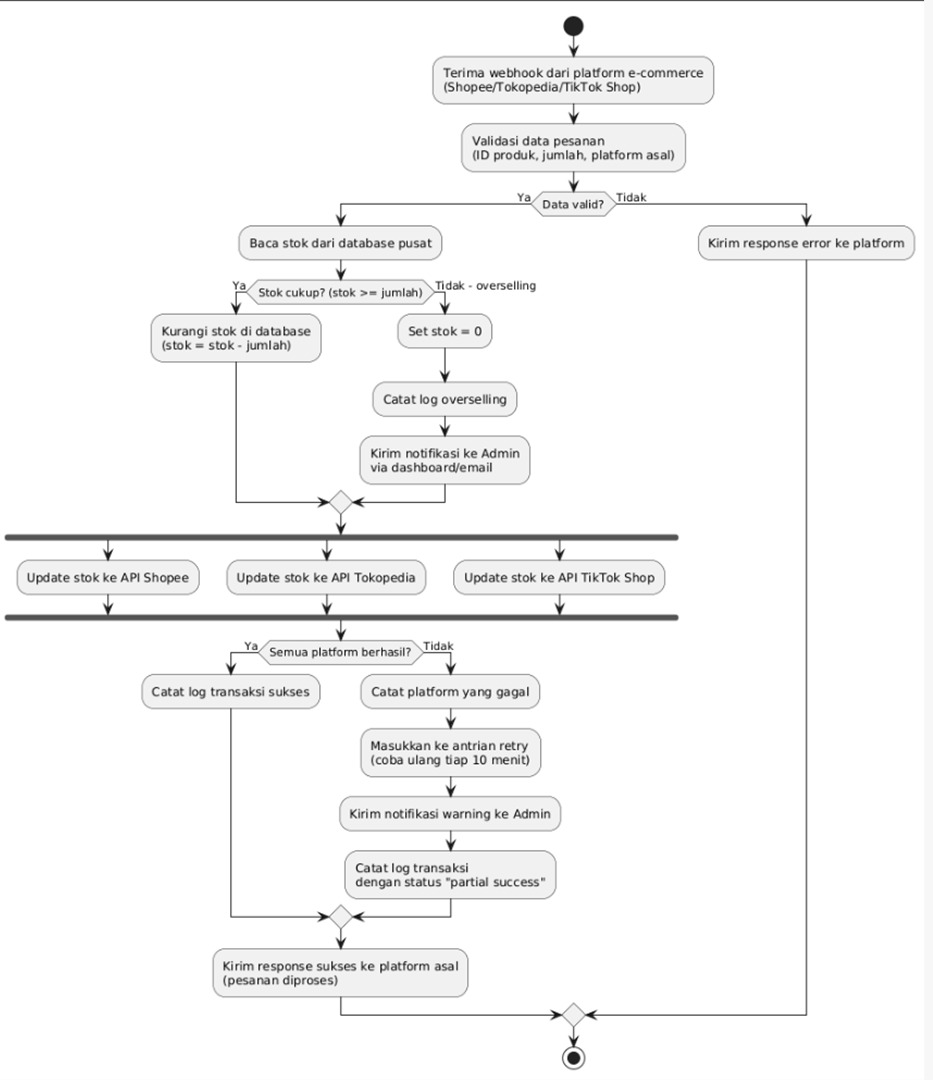 Terima webhook dari platform e-commerce
(Shopee/Tokopedia/TikTok Shop)
Validasi data pesanan
(ID produk, jumlah, platform asal)
Ya
Data valid?
Tidak
Baca stok dari database pusat
Kirim response error ke platform
Ya
Stok cukup? (stok >= jumlah)
Tidak - overselling
Kurangi stok di database
(stok = stok - jumlah)
Set stok = 0
Catat log overselling
Kirim notifikasi ke Admin
via dashboard/email
Update stok ke API Shopee
Update stok ke API Tokopedia
Update stok ke API TikTok Shop
Ya
Semua platform berhasil?
Tidak
Catat log transaksi sukses
Catat platform yang gagal
Masukkan ke antrian retry
(coba ulang tiap 10 menit)
Kirim notifikasi warning ke Admin
Catat log transaksi
dengan status "partial success"
Kirim response sukses ke platform asal
(pesanan diproses)